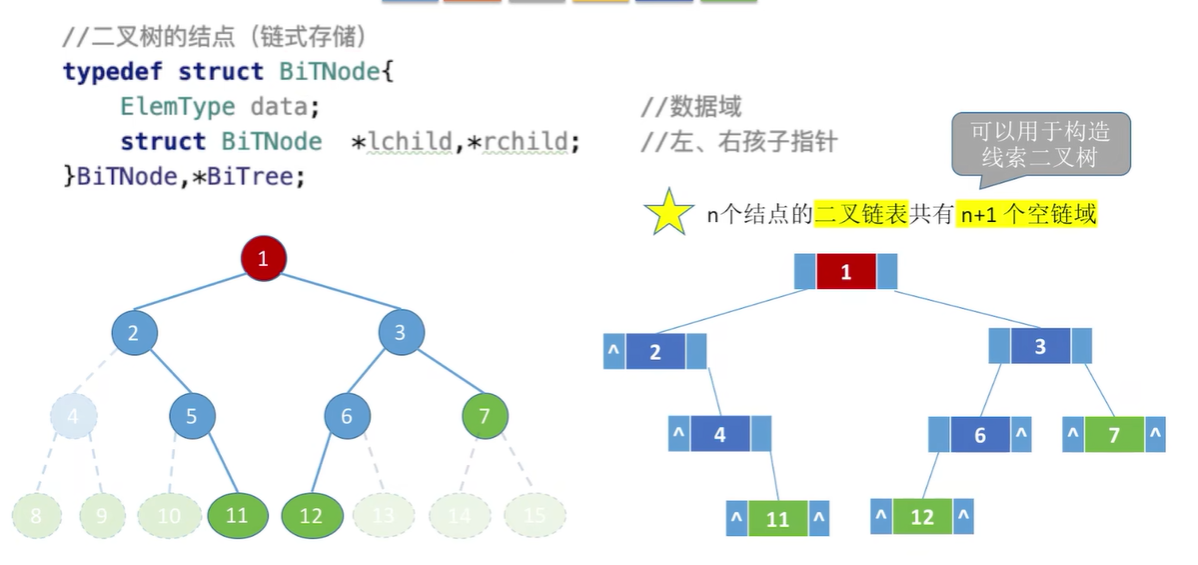 //二叉树的结点（链式存储）
typedef struct BiTNode{
ElemType data; //数据域
struct BiTNode *lchild,*rchild; //左、右孩子指针
}BiTNode,*BiTree;
可以用于构造
线索二叉树
n个结点的二叉链表共有 n+1 个空链域
1
2 3
4 5 6 7
8 9 10 11 12 13 14 15
1
^ 2
3
^ 4
6 ^
^ 7 ^
^ 11 ^
^ 12 ^